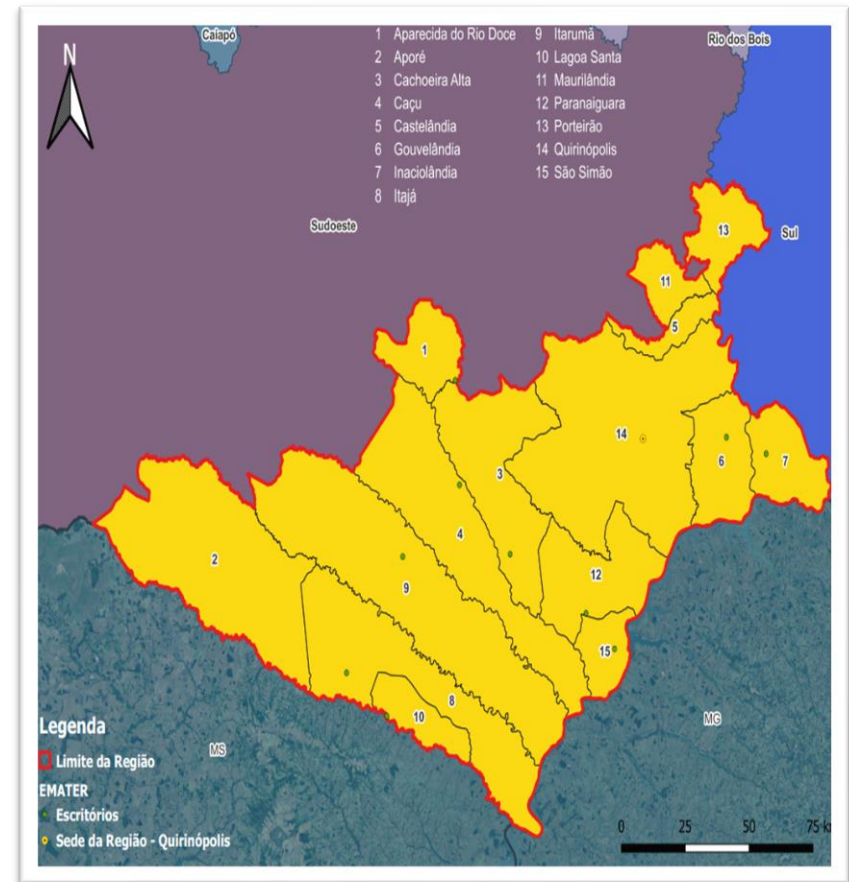 Caiapó
Rio dos Bois
1 Aparecida do Rio Doce
2 Aporé
3 Cachoeira Alta
4 Caçu
5 Castelândia
6 Gouvelândia
7 Inaciolândia
8 Itajá
9 Itarumã
10 Lagoa Santa
11 Maurilândia
12 Paranaiguara
13 Porteirão
14 Quirinópolis
15 São Simão
N
Sudoeste
Sul
13
11
5
1
14
3
6
7
4
2
12
9
15
8
10
MS
MG
Legenda
Limite da Região
EMATER
Escritórios
Sede da Região - Quirinópolis
0 25 50 75 k